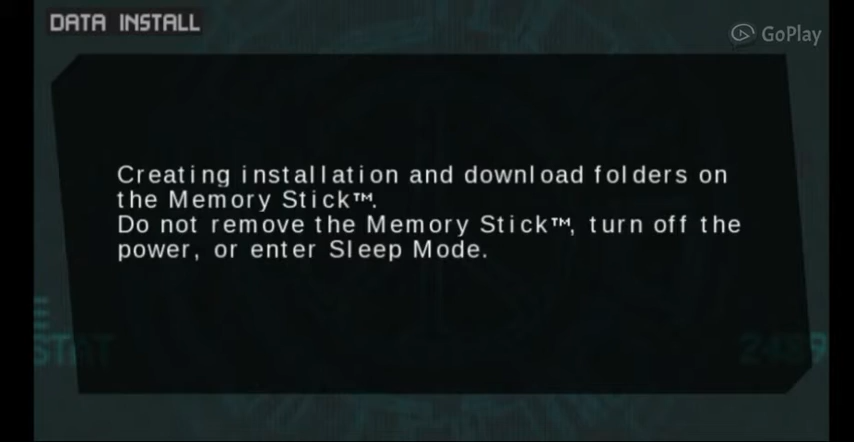 DATA INSTALL
GoPlay
Creating installation and download folders on
the Memory Stick™.
Do not remove the Memory Stick™, turn off the
power, or enter Sleep Mode.